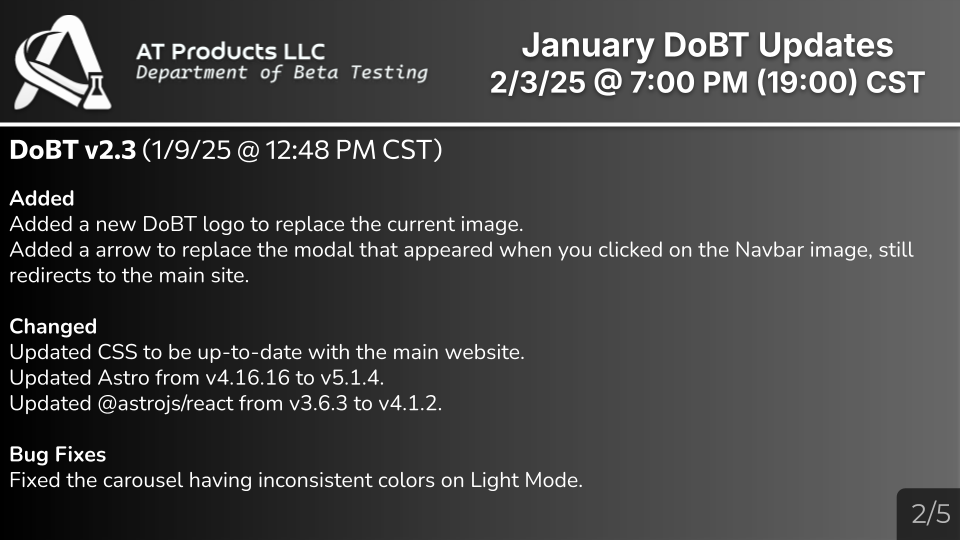 AT Products LLC
Department of Beta Testing
January DoBT Updates
2/3/25 @ 7:00 PM (19:00) CST
DoBT v2.3 (1/9/25 @ 12:48 PM CST)
Added
Added a new DoBT logo to replace the current image.
Added a arrow to replace the modal that appeared when you clicked on the Navbar image, still
redirects to the main site.
Changed
Updated CSS to be up-to-date with the main website.
Updated Astro from v4.16.16 to v5.1.4.
Updated @astrojs/react from v3.6.3 to v4.1.2.
Bug Fixes
Fixed the carousel having inconsistent colors on Light Mode.
2/5